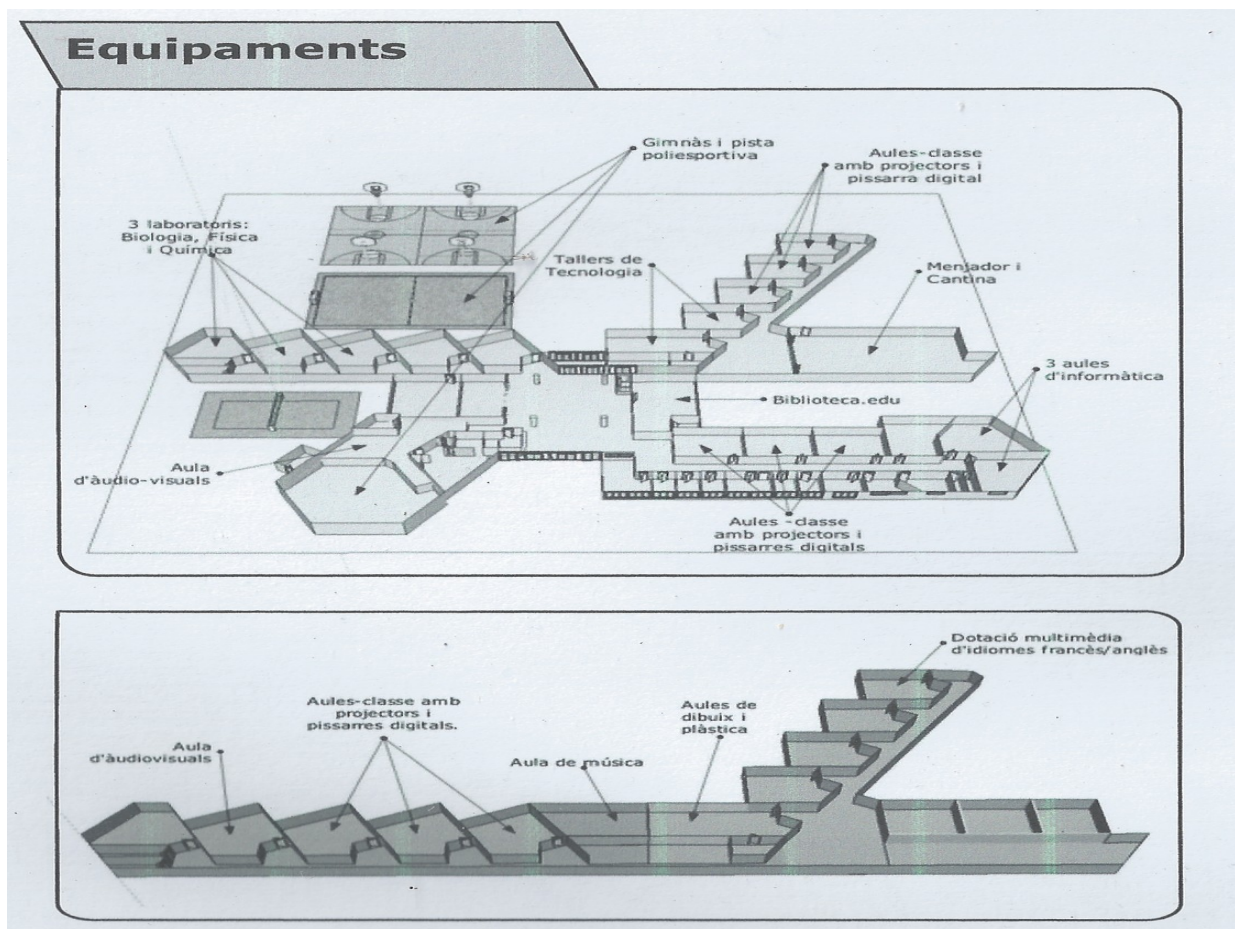 Equipaments
Gimnàs i pista
poliesportiva
Aules-classe
amb projectors i
pissarra digital
3 laboratoris:
Biologia, Física
i Química
Tallers de
Tecnologia
Menjador i
Cantina
3 aules
d'informàtica
Biblioteca.edu
Aula
d'àudio-visuals
Aules -classe
amb projectors i
pissarres digitals
Dotació multimèdia
d'idiomes francès/anglès
Aules-classe amb
projectors i
pissarres digitals.
Aules de
dibuix i
plàstica
Aula
d'àudiovisuals
Aula de música